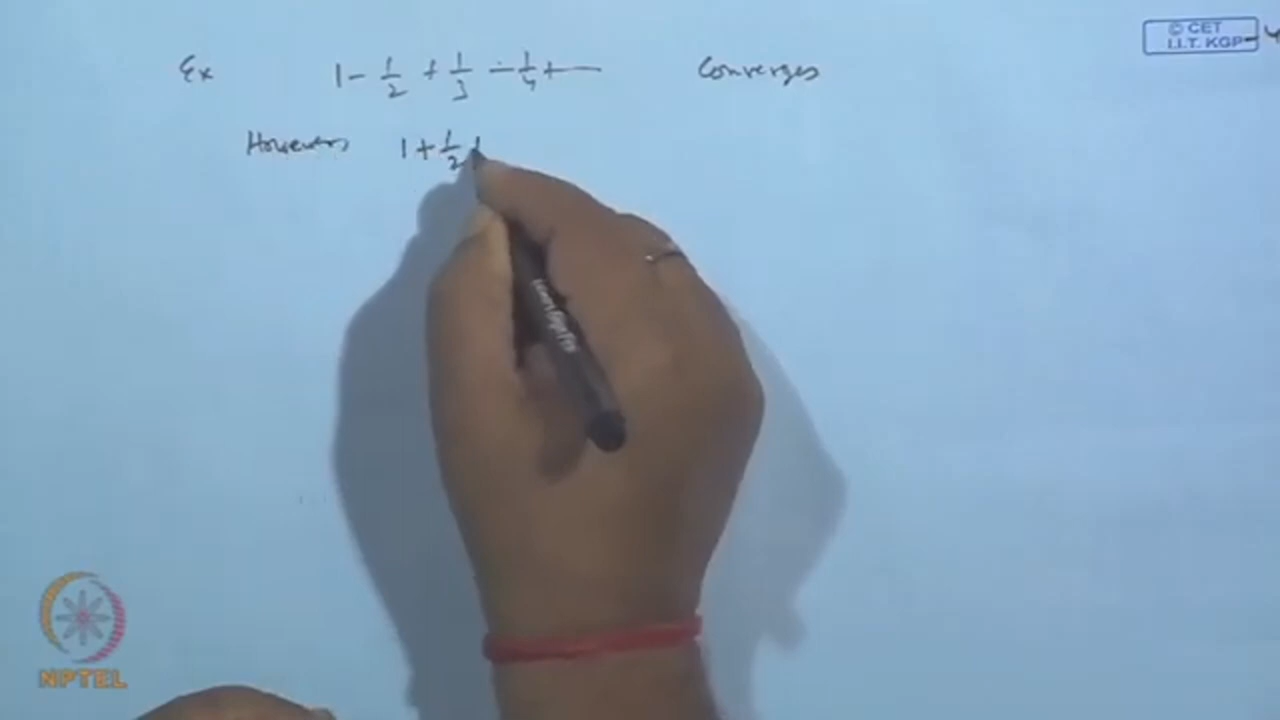 © CET
I.I.T. KGP
Ex 1 - 1/2 + 1/3 - 1/4 + — Converges
However 1 + 1/2
NPTEL